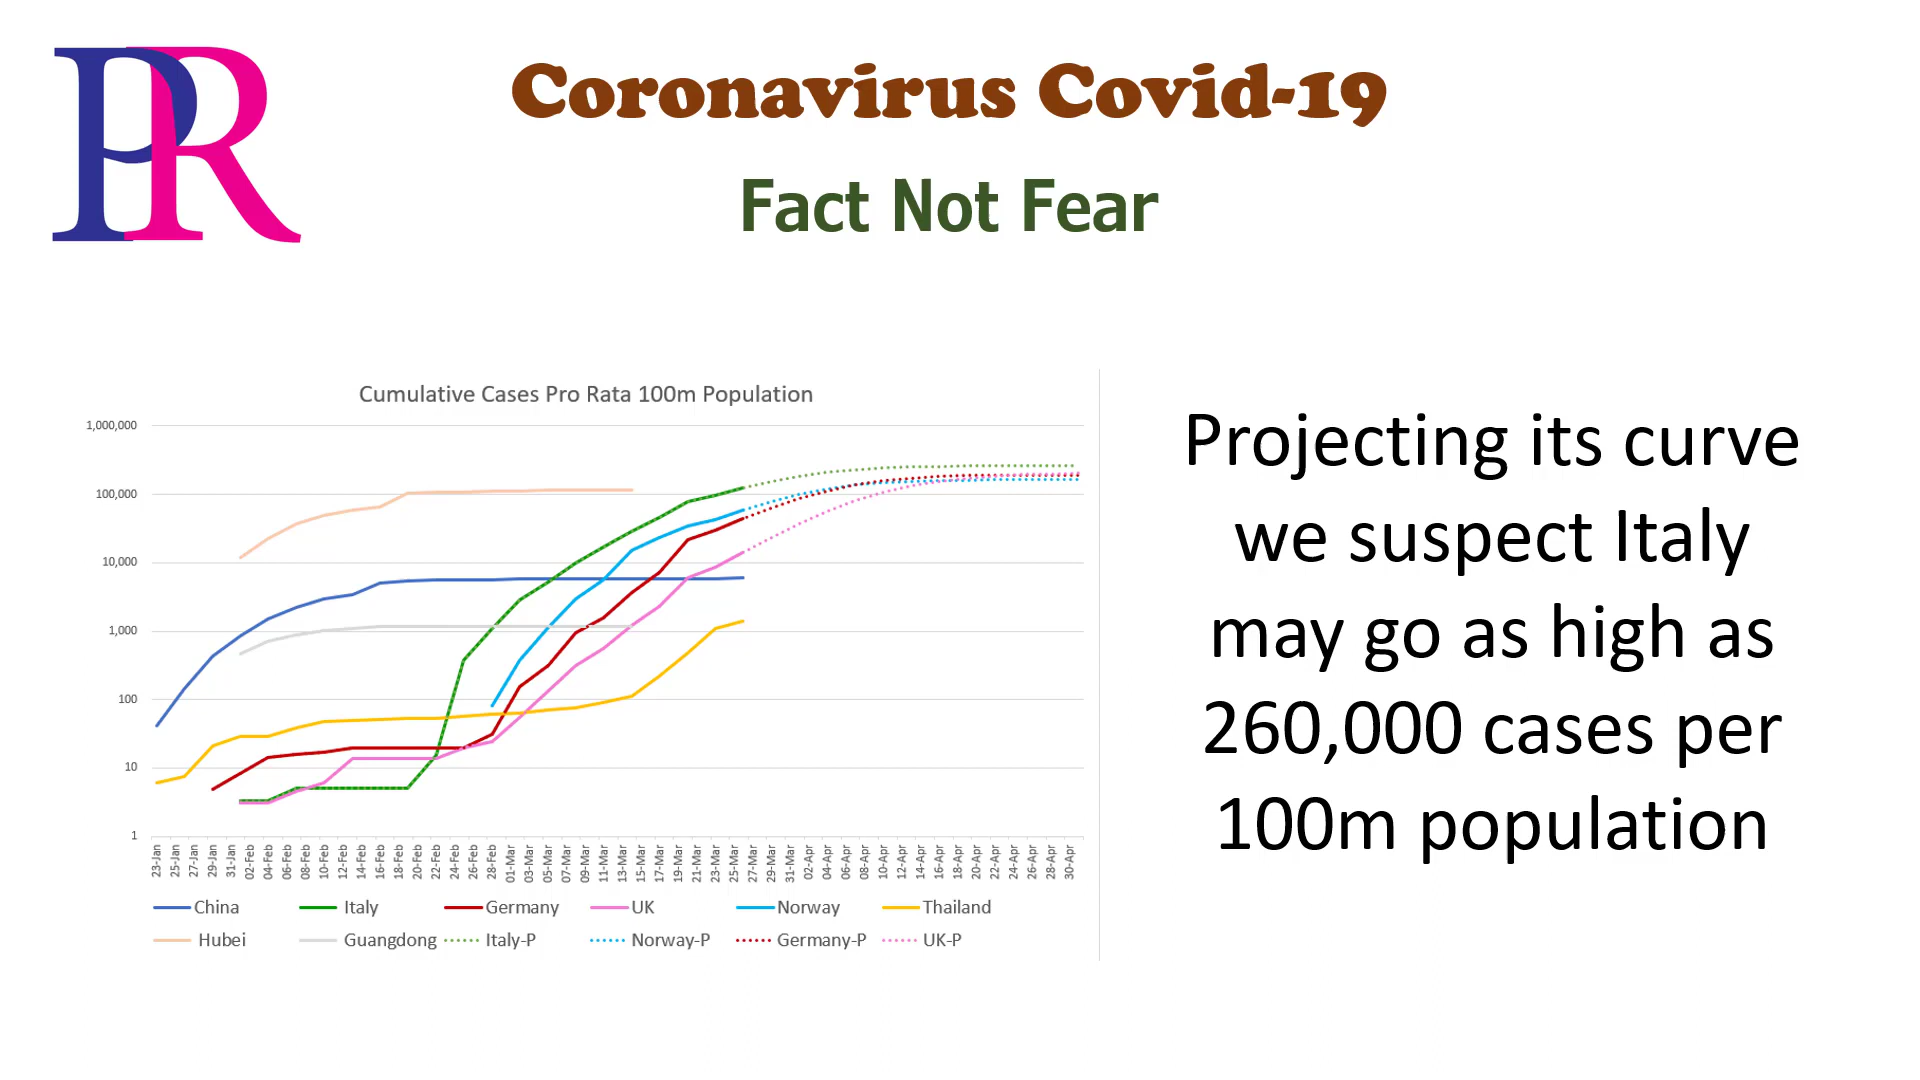 PR
Coronavirus Covid-19
Fact Not Fear
Cumulative Cases Pro Rata 100m Population
1,000,000
100,000
10,000
1,000
100
10
1
23-Jan 25-Jan 27-Jan 29-Jan 31-Jan 02-Feb 04-Feb 06-Feb 08-Feb 10-Feb 12-Feb 14-Feb 16-Feb 18-Feb 20-Feb 22-Feb 24-Feb 26-Feb 28-Feb 01-Mar 03-Mar 05-Mar 07-Mar 09-Mar 11-Mar 13-Mar 15-Mar 17-Mar 19-Mar 21-Mar 23-Mar 25-Mar 27-Mar 29-Mar 31-Mar 02-Apr 04-Apr 06-Apr 08-Apr 10-Apr 12-Apr 14-Apr 16-Apr 18-Apr 20-Apr 22-Apr 24-Apr 26-Apr 28-Apr 30-Apr
China Italy Germany UK Norway Thailand
Hubei Guangdong Italy-P Norway-P Germany-P UK-P
Projecting its curve
we suspect Italy
may go as high as
260,000 cases per
100m population